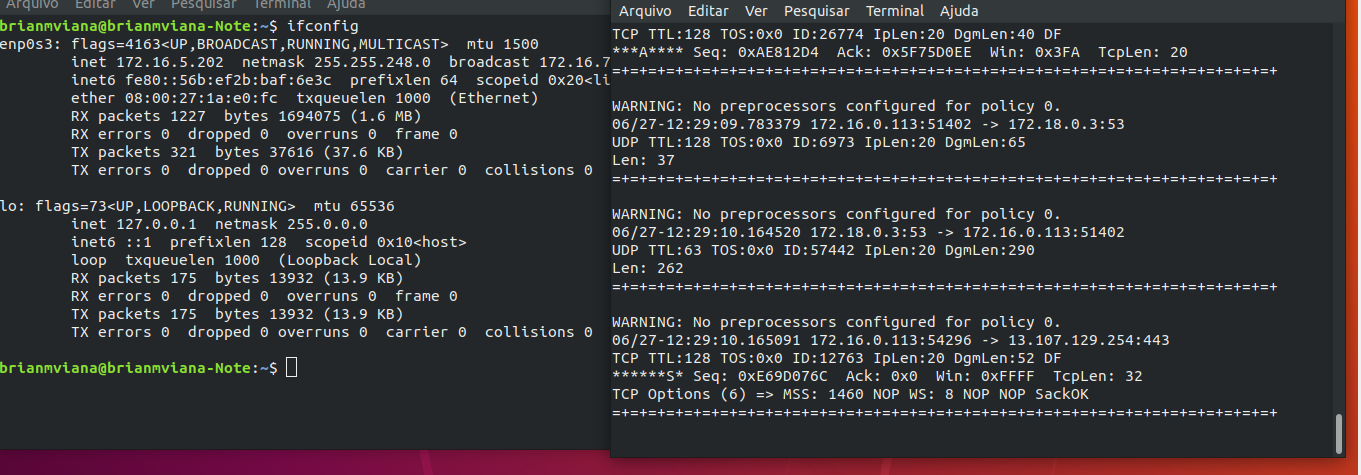 Arquivo Editar Ver Pesquisar Terminal Ajuda
brianmviana@brianmviana-Note:~$ ifconfig
enp0s3: flags=4163<UP,BROADCAST,RUNNING,MULTICAST>  mtu 1500
        inet 172.16.5.202  netmask 255.255.248.0  broadcast 172.16.7
        inet6 fe80::56b:ef2b:baf:6e3c  prefixlen 64  scopeid 0x20<li
        ether 08:00:27:1a:e0:fc  txqueuelen 1000  (Ethernet)
        RX packets 1227  bytes 1694075 (1.6 MB)
        RX errors 0  dropped 0  overruns 0  frame 0
        TX packets 321  bytes 37616 (37.6 KB)
        TX errors 0  dropped 0 overruns 0  carrier 0  collisions 0
lo: flags=73<UP,LOOPBACK,RUNNING>  mtu 65536
        inet 127.0.0.1  netmask 255.0.0.0
        inet6 ::1  prefixlen 128  scopeid 0x10<host>
        loop  txqueuelen 1000  (Loopback Local)
        RX packets 175  bytes 13932 (13.9 KB)
        RX errors 0  dropped 0  overruns 0  frame 0
        TX packets 175  bytes 13932 (13.9 KB)
        TX errors 0  dropped 0 overruns 0  carrier 0  collisions 0
brianmviana@brianmviana-Note:~$
Arquivo Editar Ver Pesquisar Terminal Ajuda
TCP TTL:128 TOS:0x0 ID:26774 IpLen:20 DgmLen:40 DF
***A**** Seq: 0xAE812D4  Ack: 0x5F75D0EE  Win: 0x3FA  TcpLen: 20
=+=+=+=+=+=+=+=+=+=+=+=+=+=+=+=+=+=+=+=+=+=+=+=+=+=+=+=+=+=+=+=+=+=+=+=+=+
WARNING: No preprocessors configured for policy 0.
06/27-12:29:09.783379 172.16.0.113:51402 -> 172.18.0.3:53
UDP TTL:128 TOS:0x0 ID:6973 IpLen:20 DgmLen:65
Len: 37
=+=+=+=+=+=+=+=+=+=+=+=+=+=+=+=+=+=+=+=+=+=+=+=+=+=+=+=+=+=+=+=+=+=+=+=+=+
WARNING: No preprocessors configured for policy 0.
06/27-12:29:10.164520 172.18.0.3:53 -> 172.16.0.113:51402
UDP TTL:63 TOS:0x0 ID:57442 IpLen:20 DgmLen:290
Len: 262
=+=+=+=+=+=+=+=+=+=+=+=+=+=+=+=+=+=+=+=+=+=+=+=+=+=+=+=+=+=+=+=+=+=+=+=+=+
WARNING: No preprocessors configured for policy 0.
06/27-12:29:10.165091 172.16.0.113:54296 -> 13.107.129.254:443
TCP TTL:128 TOS:0x0 ID:12763 IpLen:20 DgmLen:52 DF
******S* Seq: 0xE69D076C  Ack: 0x0  Win: 0xFFFF  TcpLen: 32
TCP Options (6) => MSS: 1460 NOP WS: 8 NOP NOP SackOK
=+=+=+=+=+=+=+=+=+=+=+=+=+=+=+=+=+=+=+=+=+=+=+=+=+=+=+=+=+=+=+=+=+=+=+=+=+